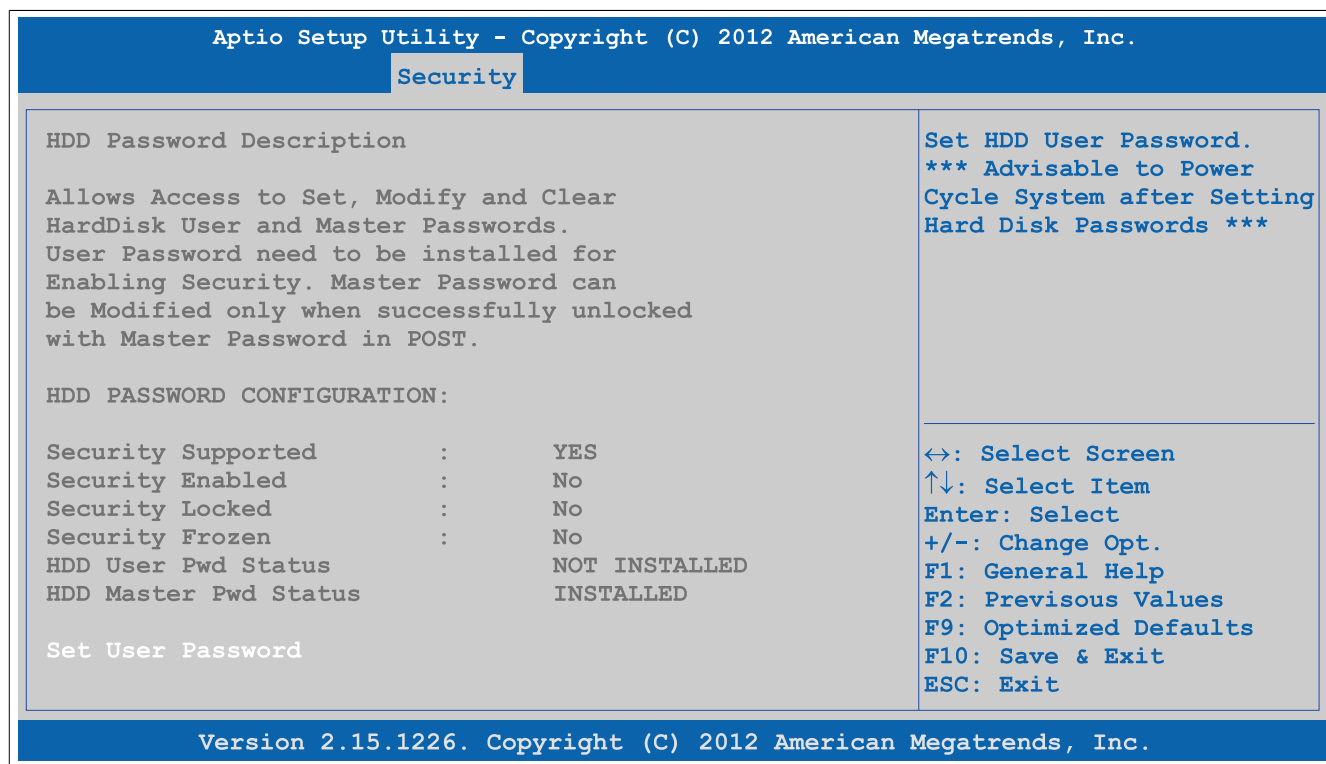 Aptio Setup Utility - Copyright (C) 2012 American Megatrends, Inc.
Security
HDD Password Description
Allows Access to Set, Modify and Clear
HardDisk User and Master Passwords.
User Password need to be installed for
Enabling Security. Master Password can
be Modified only when successfully unlocked
with Master Password in POST.
HDD PASSWORD CONFIGURATION:
Security Supported : YES
Security Enabled : No
Security Locked : No
Security Frozen : No
HDD User Pwd Status NOT INSTALLED
HDD Master Pwd Status INSTALLED
Set User Password
Set HDD User Password.
*** Advisable to Power
Cycle System after Setting
Hard Disk Passwords ***
↔: Select Screen
↑↓: Select Item
Enter: Select
+/-: Change Opt.
F1: General Help
F2: Previsous Values
F9: Optimized Defaults
F10: Save & Exit
ESC: Exit
Version 2.15.1226. Copyright (C) 2012 American Megatrends, Inc.